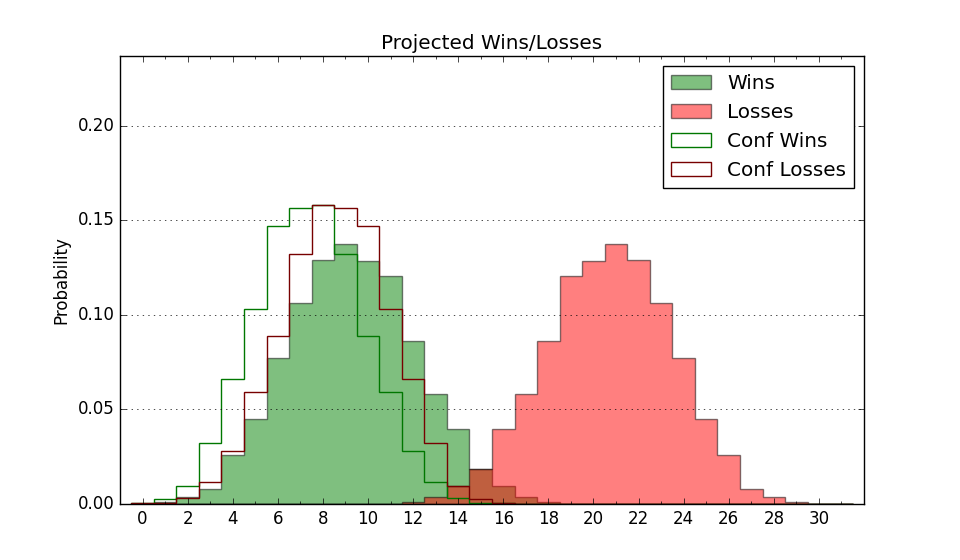 Projected Wins/Losses
Wins
Losses
Conf Wins
Conf Losses
Probability
0.20
0.15
0.10
0.05
0.00
0 2 4 6 8 10 12 14 16 18 20 22 24 26 28 30